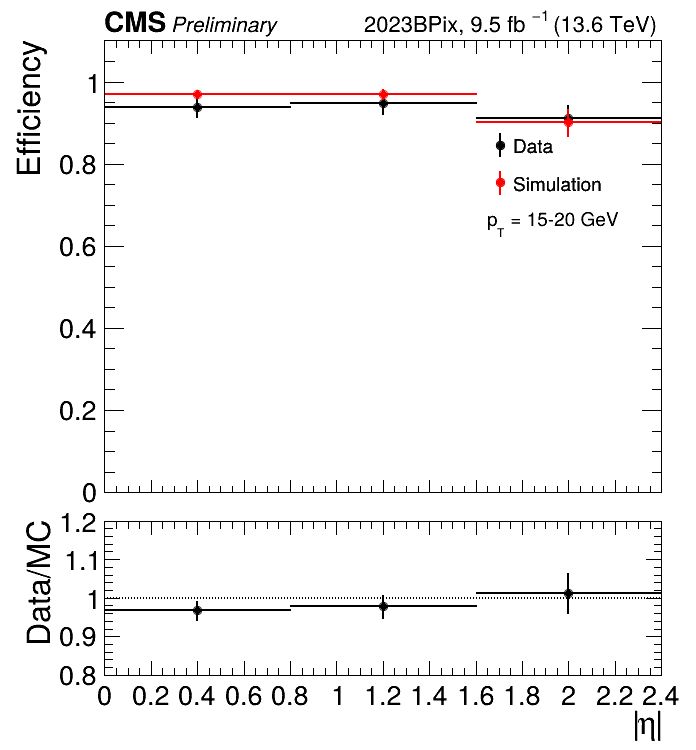 CMS Preliminary 2023BPix, 9.5 fb⁻¹ (13.6 TeV)
Efficiency
1
0.8
0.6
0.4
0.2
0
Data
Simulation
p_T = 15-20 GeV
Data/MC
1.2
1.1
1
0.9
0.8
0 0.2 0.4 0.6 0.8 1 1.2 1.4 1.6 1.8 2 2.2 2.4
|η|